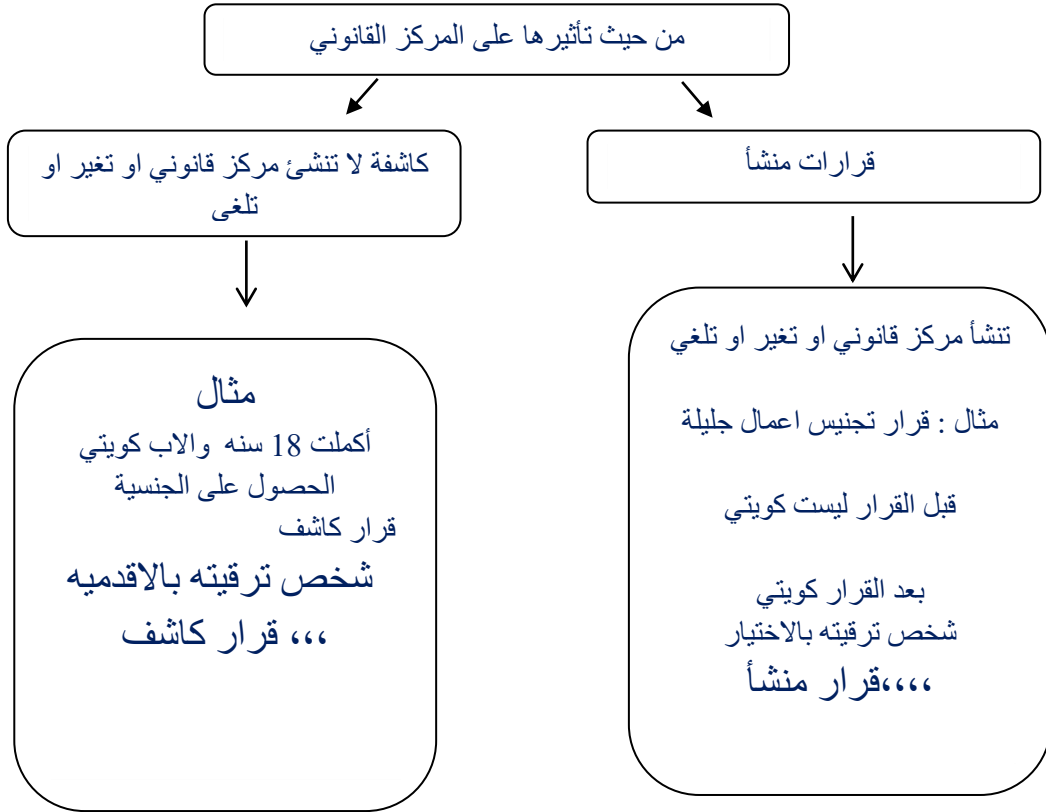 من حيث تأثيرها على المركز القانوني
قرارات منشأ
تنشأ مركز قانوني او تغير او تلغي
مثال : قرار تجنيس اعمال جليلة
قبل القرار ليست كويتي
بعد القرار كويتي
شخص ترقيته بالاختيار
،،،،قرار منشأ
كاشفة لا تنشئ مركز قانوني او تغير او
تلغى
مثال
أكملت 18 سنه والاب كويتي
الحصول على الجنسية
قرار كاشف
شخص ترقيته بالاقدميه
،،، قرار كاشف